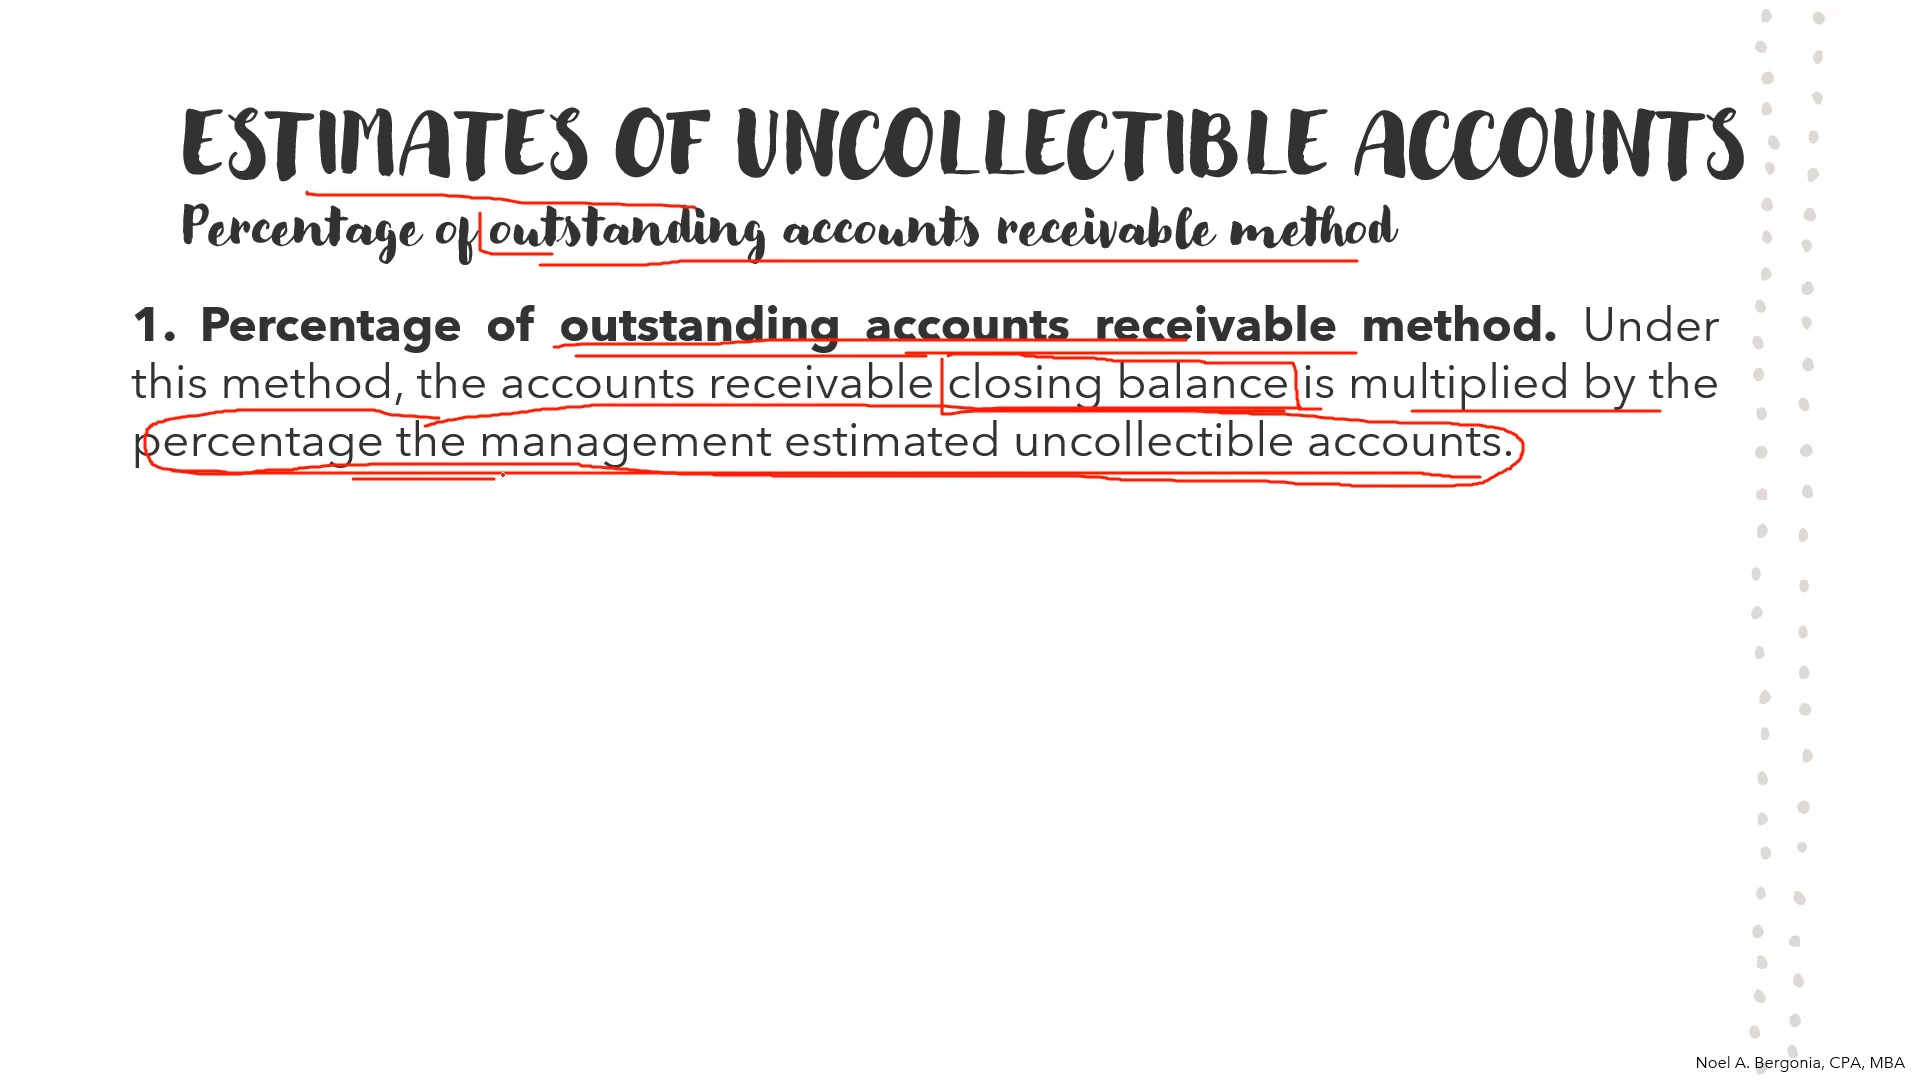 ESTIMATES OF UNCOLLECTIBLE ACCOUNTS
Percentage of outstanding accounts receivable method
1. Percentage of outstanding accounts receivable method. Under
this method, the accounts receivable closing balance is multiplied by the
percentage the management estimated uncollectible accounts.
Noel A. Bergonia, CPA, MBA